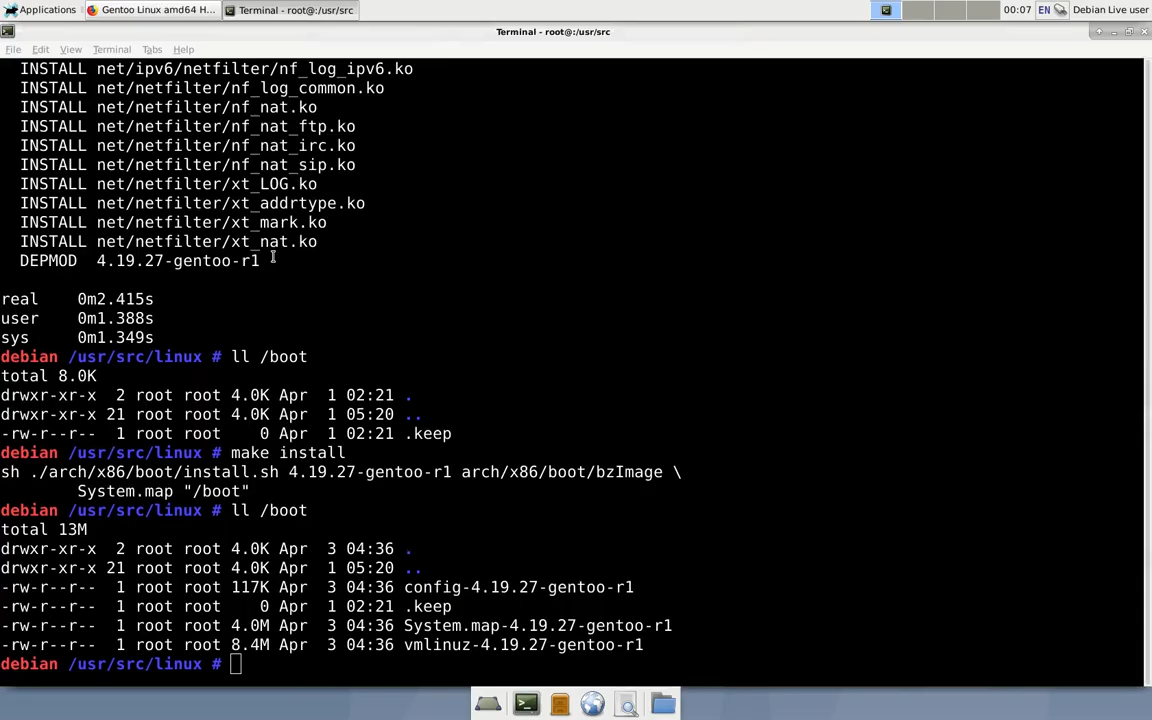 Applications Gentoo Linux amd64 H... Terminal - root@:/usr/src 00:07 EN Debian Live user
Terminal - root@:/usr/src
File Edit View Terminal Tabs Help
  INSTALL net/ipv6/netfilter/nf_log_ipv6.ko
  INSTALL net/netfilter/nf_log_common.ko
  INSTALL net/netfilter/nf_nat.ko
  INSTALL net/netfilter/nf_nat_ftp.ko
  INSTALL net/netfilter/nf_nat_irc.ko
  INSTALL net/netfilter/nf_nat_sip.ko
  INSTALL net/netfilter/xt_LOG.ko
  INSTALL net/netfilter/xt_addrtype.ko
  INSTALL net/netfilter/xt_mark.ko
  INSTALL net/netfilter/xt_nat.ko
  DEPMOD  4.19.27-gentoo-r1
real    0m2.415s
user    0m1.388s
sys     0m1.349s
debian /usr/src/linux # ll /boot
total 8.0K
drwxr-xr-x  2 root root 4.0K Apr  1 02:21 .
drwxr-xr-x 21 root root 4.0K Apr  1 05:20 ..
-rw-r--r--  1 root root    0 Apr  1 02:21 .keep
debian /usr/src/linux # make install
sh ./arch/x86/boot/install.sh 4.19.27-gentoo-r1 arch/x86/boot/bzImage \
        System.map "/boot"
debian /usr/src/linux # ll /boot
total 13M
drwxr-xr-x  2 root root 4.0K Apr  3 04:36 .
drwxr-xr-x 21 root root 4.0K Apr  1 05:20 ..
-rw-r--r--  1 root root 117K Apr  3 04:36 config-4.19.27-gentoo-r1
-rw-r--r--  1 root root    0 Apr  1 02:21 .keep
-rw-r--r--  1 root root 4.0M Apr  3 04:36 System.map-4.19.27-gentoo-r1
-rw-r--r--  1 root root 8.4M Apr  3 04:36 vmlinuz-4.19.27-gentoo-r1
debian /usr/src/linux #